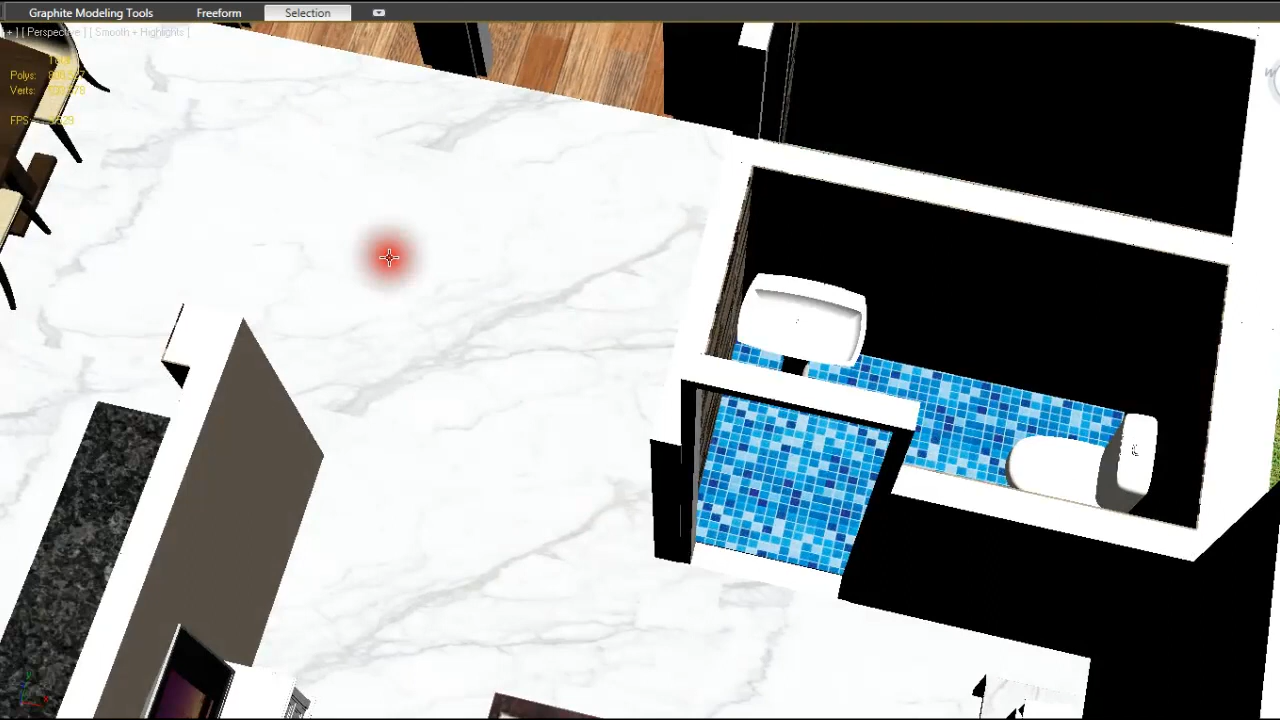 Graphite Modeling Tools Freeform Selection
+ ] [ Perspective ] [ Smooth + Highlights ]
Polys:
Verts:
FPS: